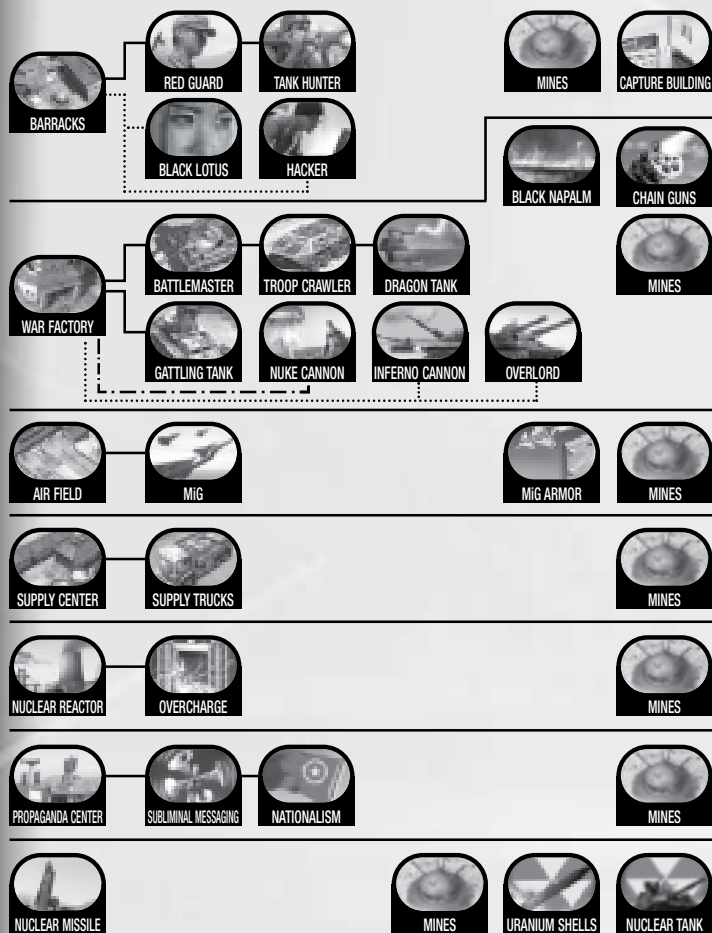 RED GUARD
TANK HUNTER
MINES
CAPTURE BUILDING
BARRACKS
BLACK LOTUS
HACKER
BLACK NAPALM
CHAIN GUNS
BATTLEMASTER
TROOP CRAWLER
DRAGON TANK
MINES
WAR FACTORY
GATTLING TANK
NUKE CANNON
INFERNO CANNON
OVERLORD
AIR FIELD
MiG
MiG ARMOR
MINES
SUPPLY CENTER
SUPPLY TRUCKS
MINES
NUCLEAR REACTOR
OVERCHARGE
MINES
PROPAGANDA CENTER
SUBLIMINAL MESSAGING
NATIONALISM
MINES
NUCLEAR MISSILE
MINES
URANIUM SHELLS
NUCLEAR TANK